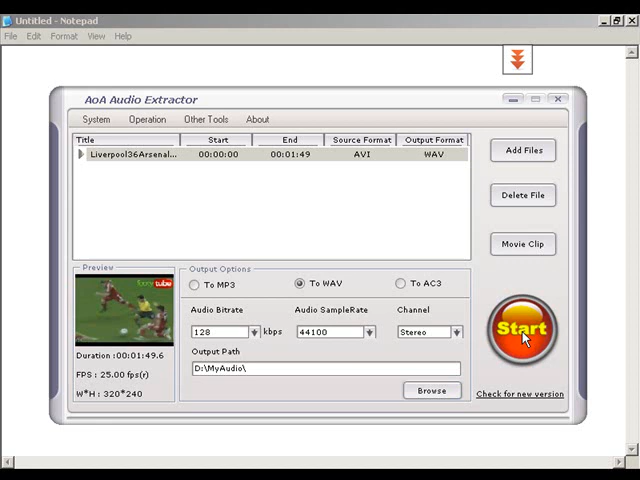 Untitled - Notepad
File Edit Format View Help
AoA Audio Extractor
System Operation Other Tools About
Title Start End Source Format Output Format
Liverpool36Arsenal... 00:00:00 00:01:49 AVI WAV
Add Files
Delete File
Movie Clip
Preview
tube
Duration :00:01:49.6
FPS : 25.00 fps(r)
W*H : 320*240
Output Options
To MP3 To WAV To AC3
Audio Bitrate Audio SampleRate Channel
128 kbps 44100 Stereo
Output Path
D:\MyAudio\
Browse
Start
Check for new version